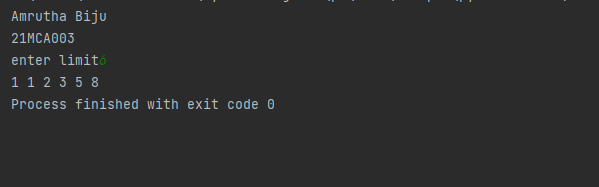 Amrutha Biju
21MCA003
enter limit6
1 1 2 3 5 8
Process finished with exit code 0